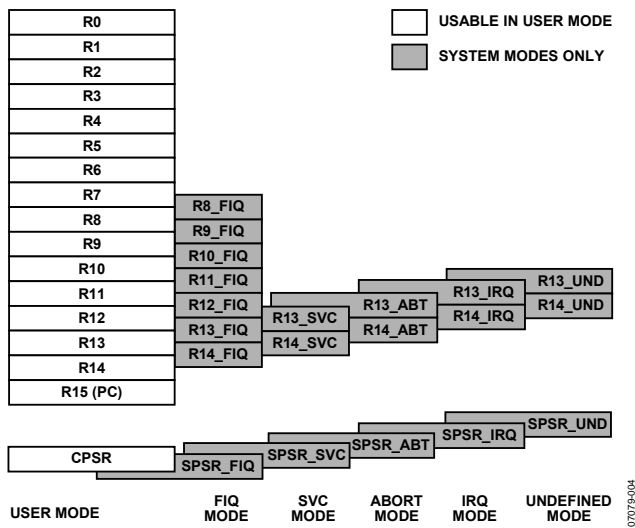 R0
R1
R2
R3
R4
R5
R6
R7
R8
R9
R10
R11
R12
R13
R14
R15 (PC)
USABLE IN USER MODE
SYSTEM MODES ONLY
R8_FIQ
R9_FIQ
R10_FIQ
R11_FIQ
R12_FIQ
R13_FIQ
R14_FIQ
R13_SVC
R14_SVC
R13_ABT
R14_ABT
R13_IRQ
R14_IRQ
R13_UND
R14_UND
CPSR
SPSR_FIQ
SPSR_SVC
SPSR_ABT
SPSR_IRQ
SPSR_UND
USER MODE
FIQ
MODE
SVC
MODE
ABORT
MODE
IRQ
MODE
UNDEFINED
MODE
07079-004